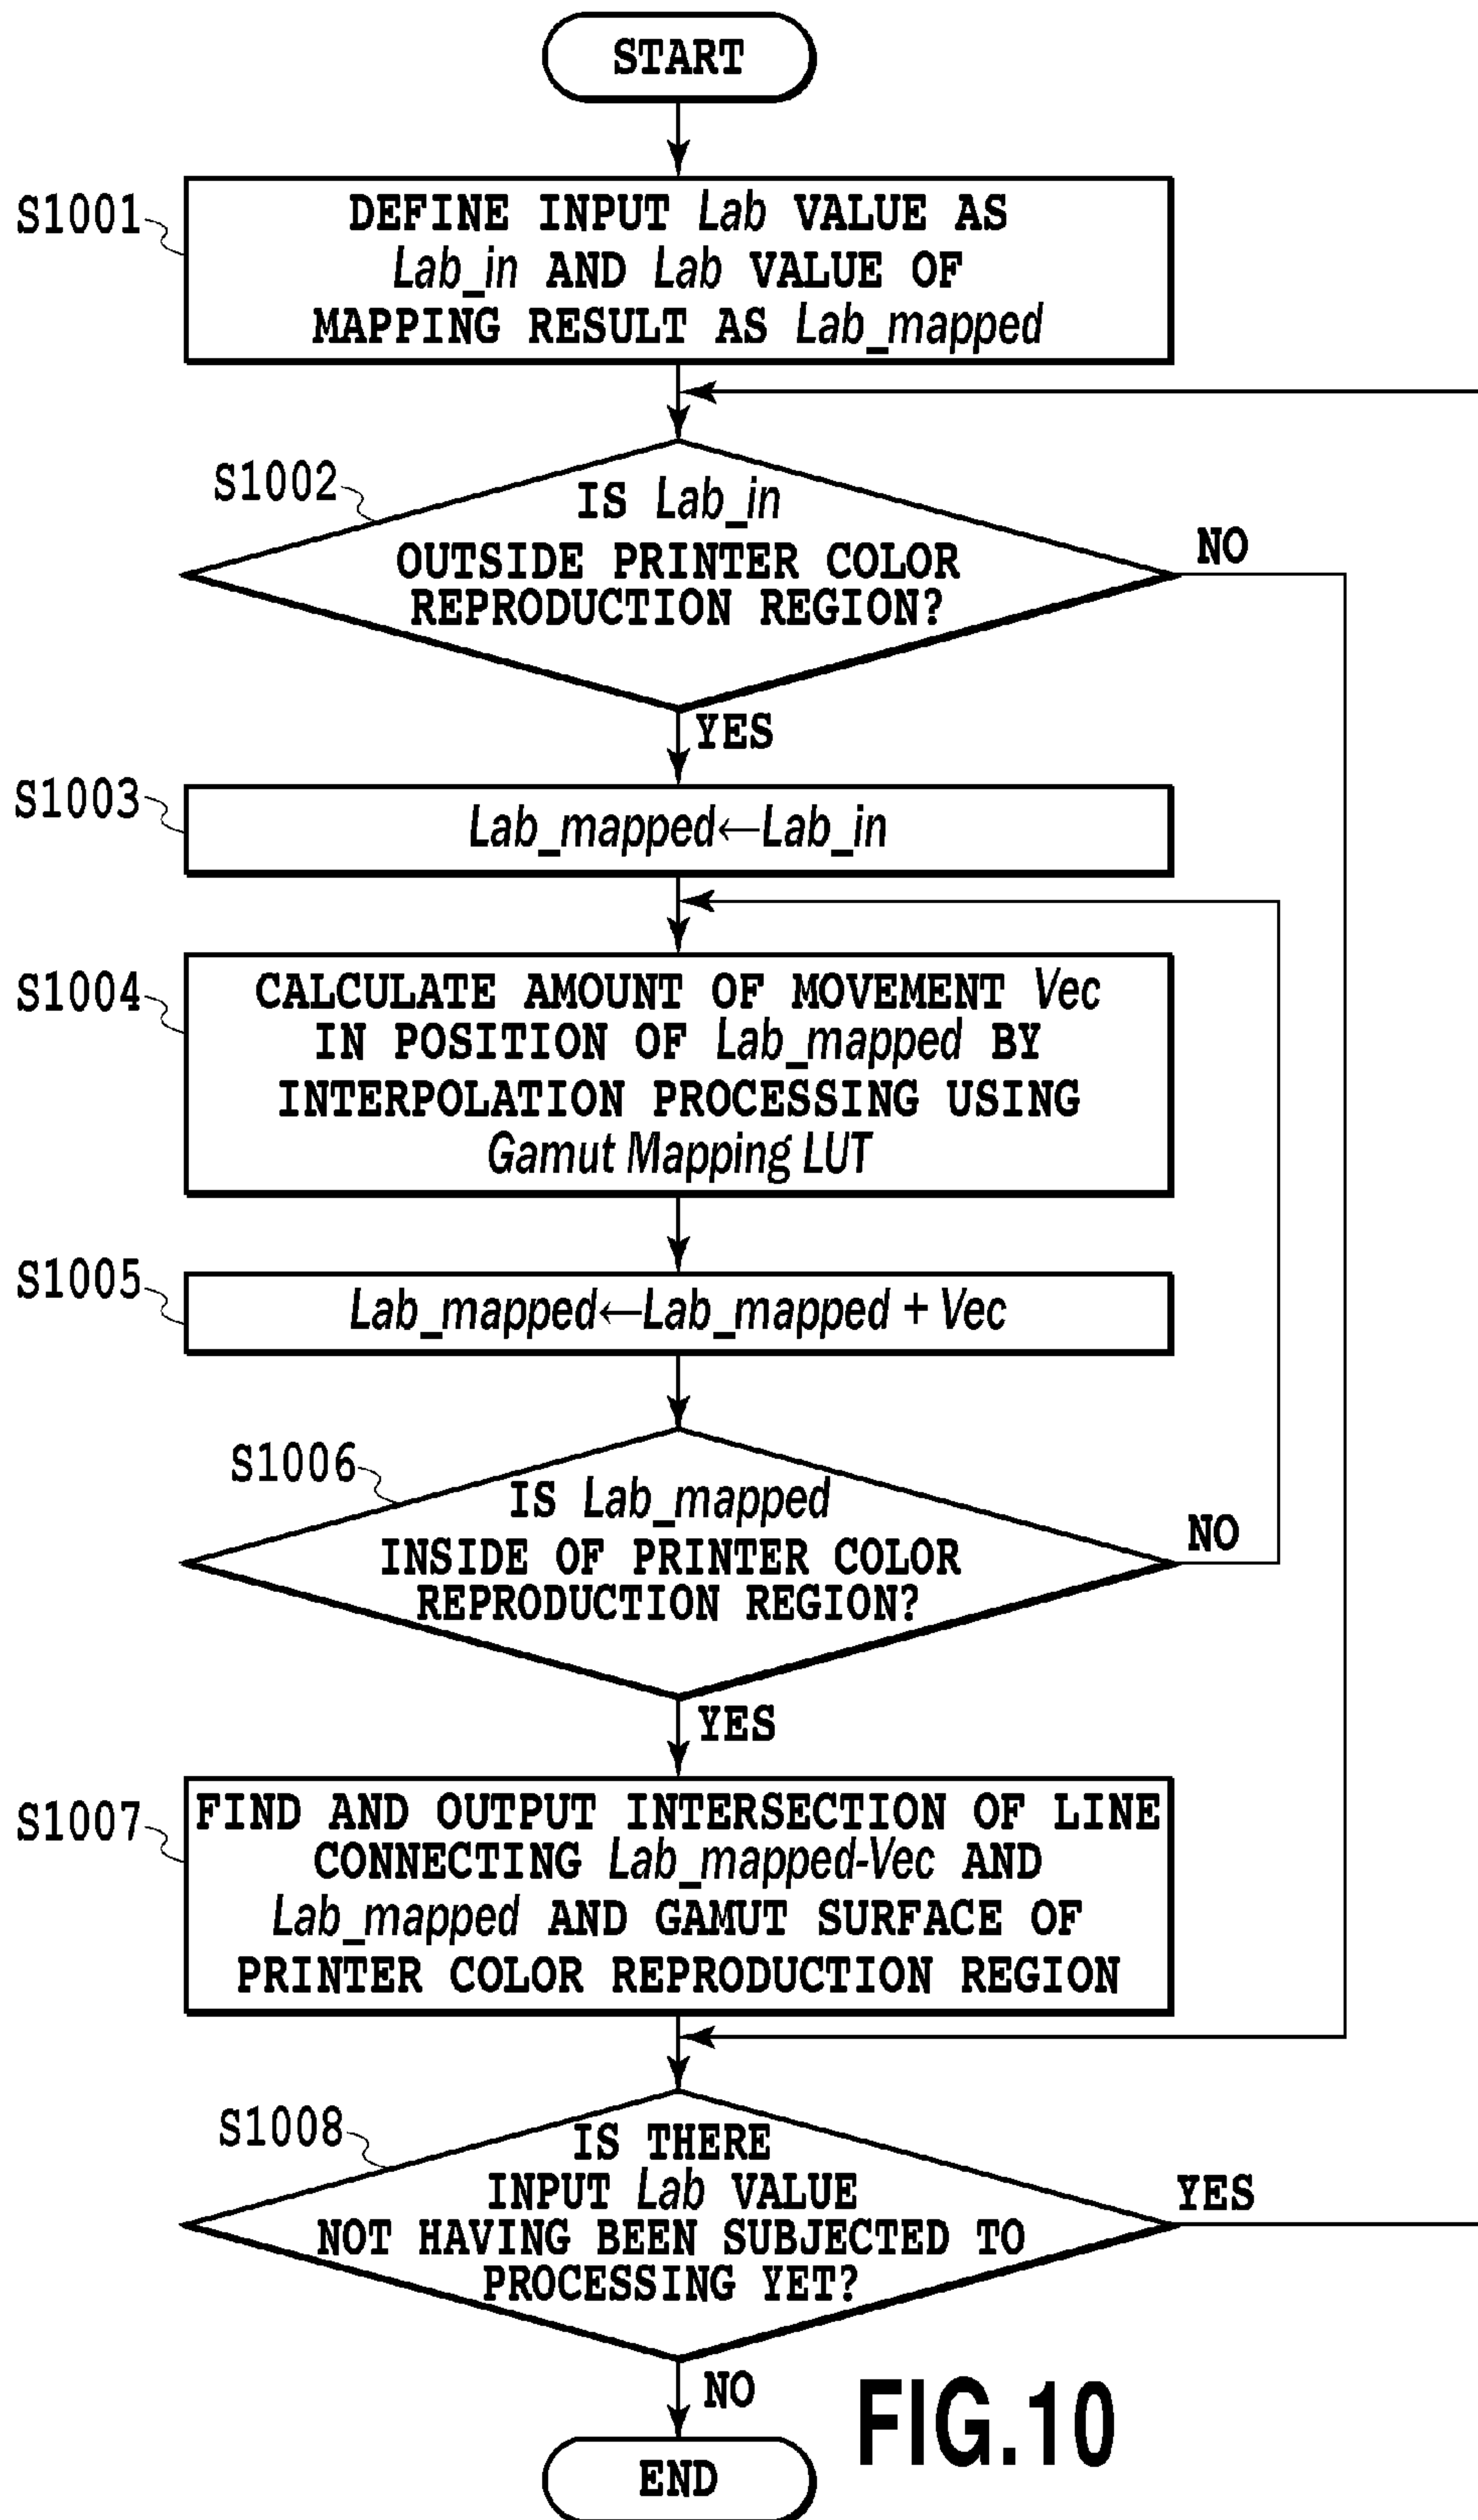 START
S1001
DEFINE INPUT Lab VALUE AS
Lab_in AND Lab VALUE OF
MAPPING RESULT AS Lab_mapped
S1002
IS Lab_in
OUTSIDE PRINTER COLOR
REPRODUCTION REGION?
NO
YES
S1003
Lab_mapped←Lab_in
S1004
CALCULATE AMOUNT OF MOVEMENT Vec
IN POSITION OF Lab_mapped BY
INTERPOLATION PROCESSING USING
Gamut Mapping LUT
S1005
Lab_mapped←Lab_mapped + Vec
S1006
IS Lab_mapped
INSIDE OF PRINTER COLOR
REPRODUCTION REGION?
NO
YES
S1007
FIND AND OUTPUT INTERSECTION OF LINE
CONNECTING Lab_mapped-Vec AND
Lab_mapped AND GAMUT SURFACE OF
PRINTER COLOR REPRODUCTION REGION
S1008
IS THERE
INPUT Lab VALUE
NOT HAVING BEEN SUBJECTED TO
PROCESSING YET?
YES
NO
END
FIG.10